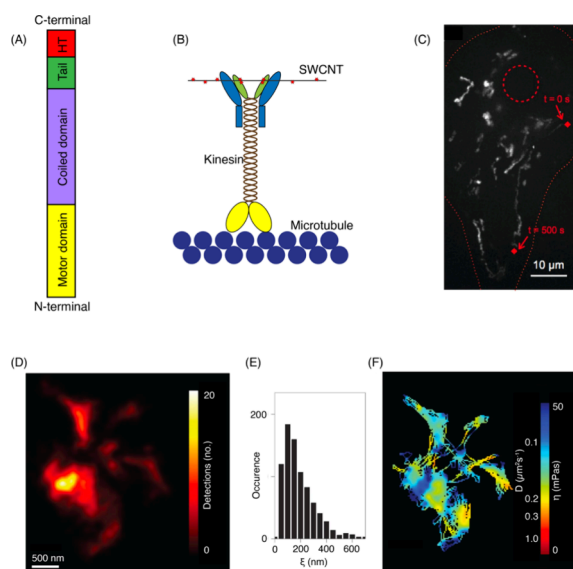 C-terminal
(A)
HT
Tail
Coiled domain
Motor domain
N-terminal
(B)
SWCNT
Kinesin
Microtubule
(C)
t = 0 s
t = 500 s
10 µm
(D)
20
Detections (no.)
0
500 nm
(E)
200
Occurence
0
0 200 400 600
ξ (nm)
(F)
50
0.1
D (µm²s⁻¹)
η (mPas)
0.2
0.3
1.0
0